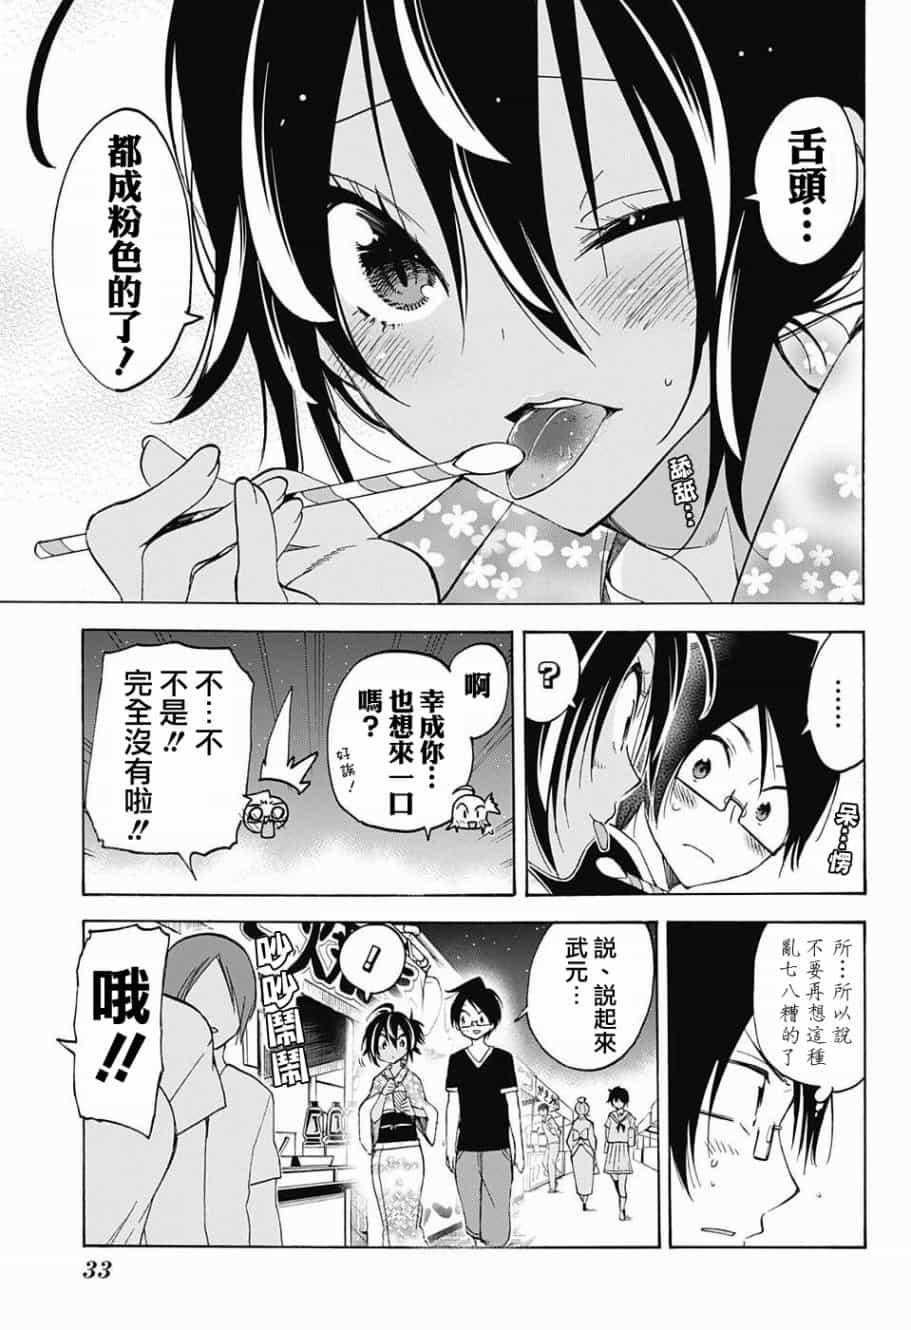 舌頭…
都成粉色的了！
舔舐…
……
？
呆…愣
啊
幸成你…
也想來一口
嗎？
好誒！
不…不
不是!!
完全沒有啦!!
所…所以說
不要再想這種
亂七八糟的了
説、說起來
武元…
！
吵吵鬧鬧
哦!!
33